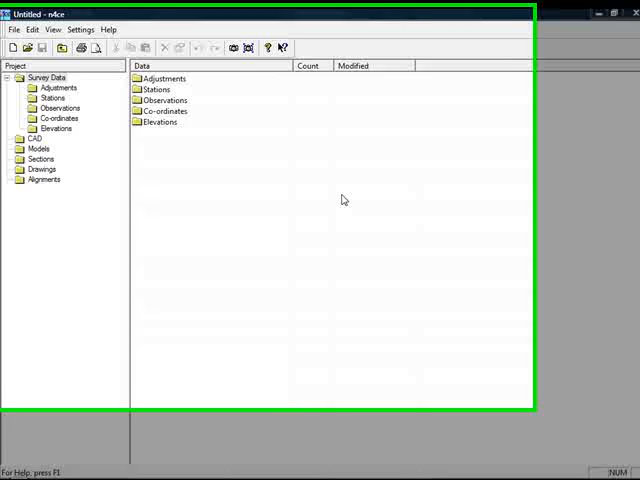 Untitled - n4ce
File Edit View Settings Help
Project
Data Count Modified
Survey Data
Adjustments
Stations
Observations
Co-ordinates
Elevations
CAD
Models
Sections
Drawings
Alignments
Adjustments
Stations
Observations
Co-ordinates
Elevations
For Help, press F1
NUM